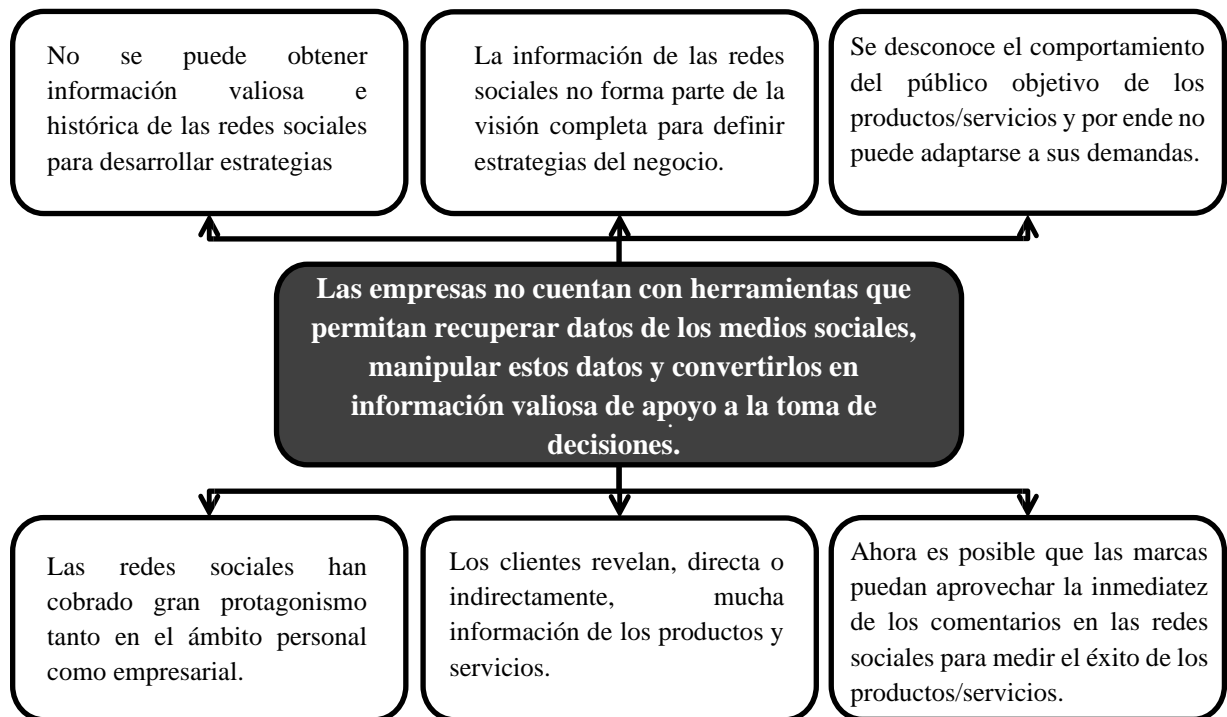 No se puede obtener
información valiosa e
histórica de las redes sociales
para desarrollar estrategias
La información de las redes
sociales no forma parte de la
visión completa para definir
estrategias del negocio.
Se desconoce el comportamiento
del público objetivo de los
productos/servicios y por ende no
puede adaptarse a sus demandas.
Las empresas no cuentan con herramientas que
permitan recuperar datos de los medios sociales,
manipular estos datos y convertirlos en
información valiosa de apoyo a la toma de
decisiones.
Las redes sociales han
cobrado gran protagonismo
tanto en el ámbito personal
como empresarial.
Los clientes revelan, directa o
indirectamente, mucha
información de los productos y
servicios.
Ahora es posible que las marcas
puedan aprovechar la inmediatez
de los comentarios en las redes
sociales para medir el éxito de los
productos/servicios.